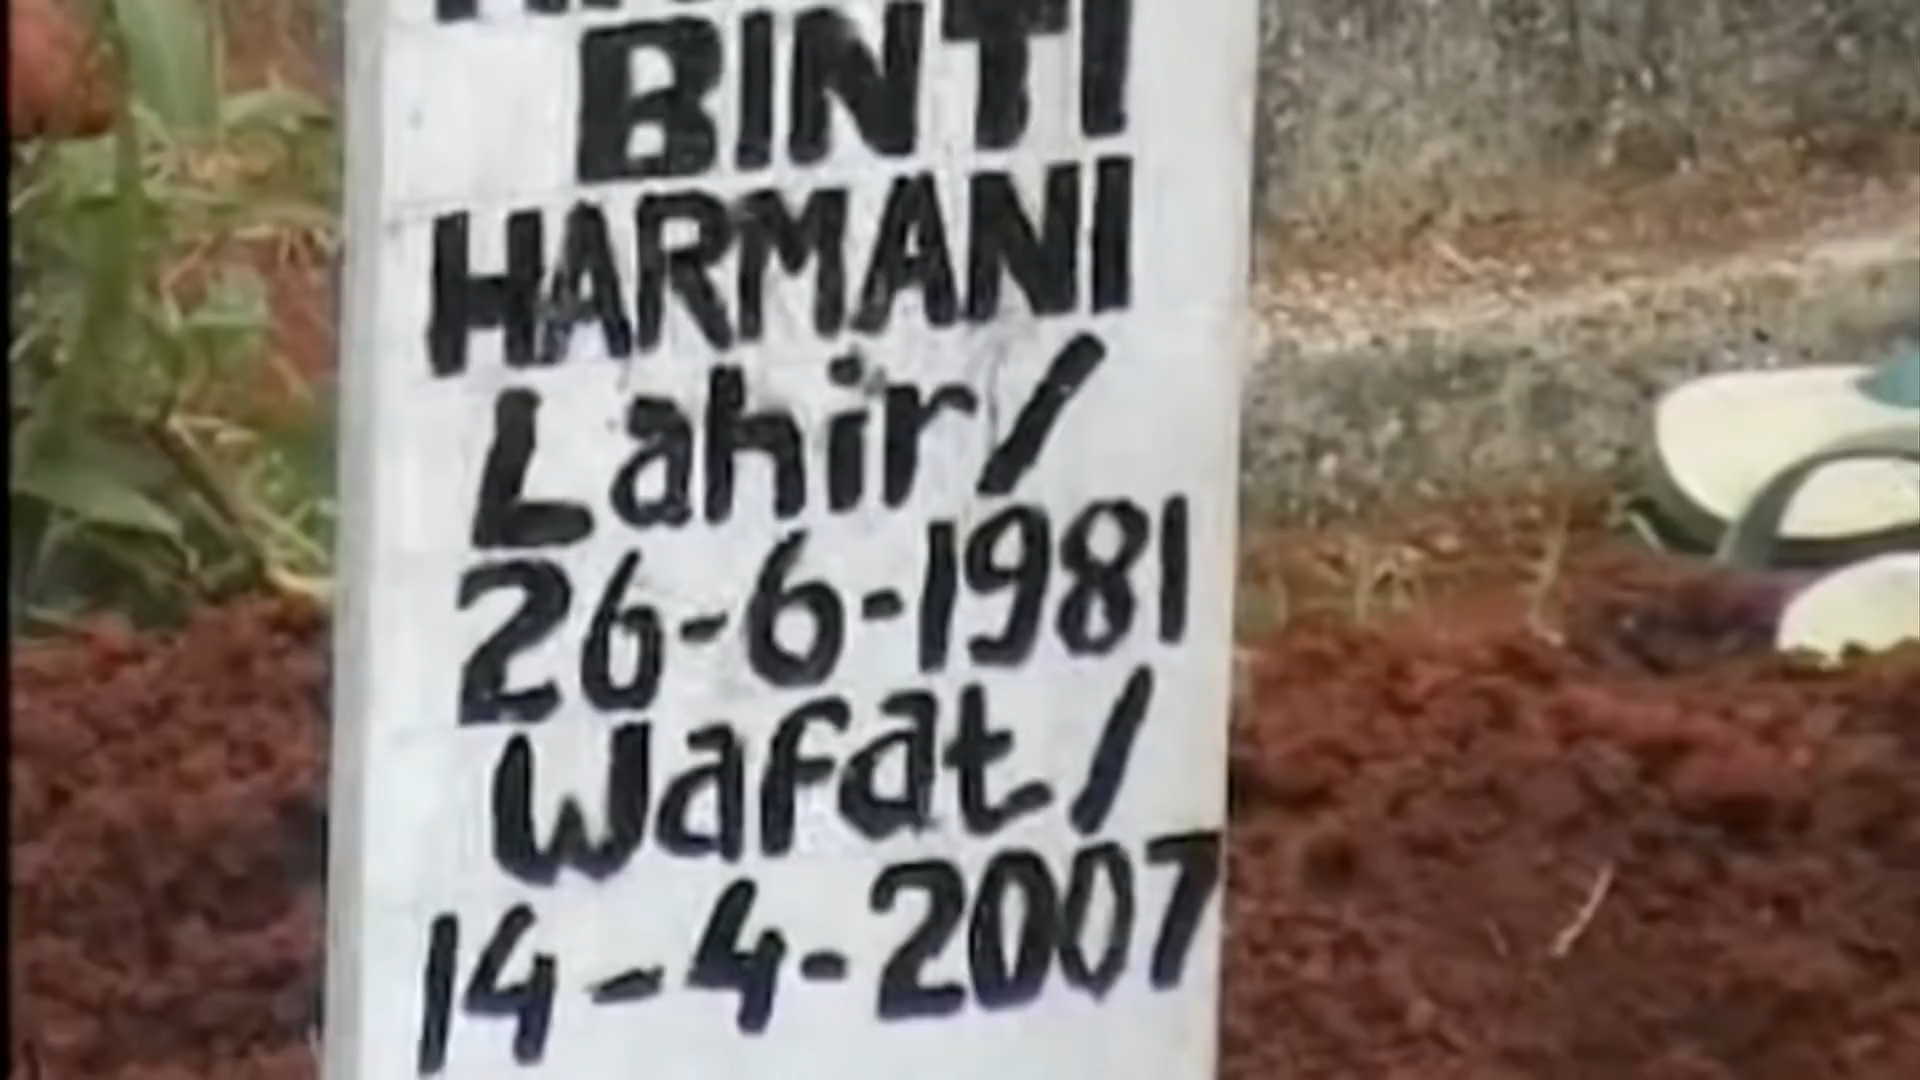 BINTI
HARMANI
Lahir/
26-6-1981
Wafat/
14-4-2007